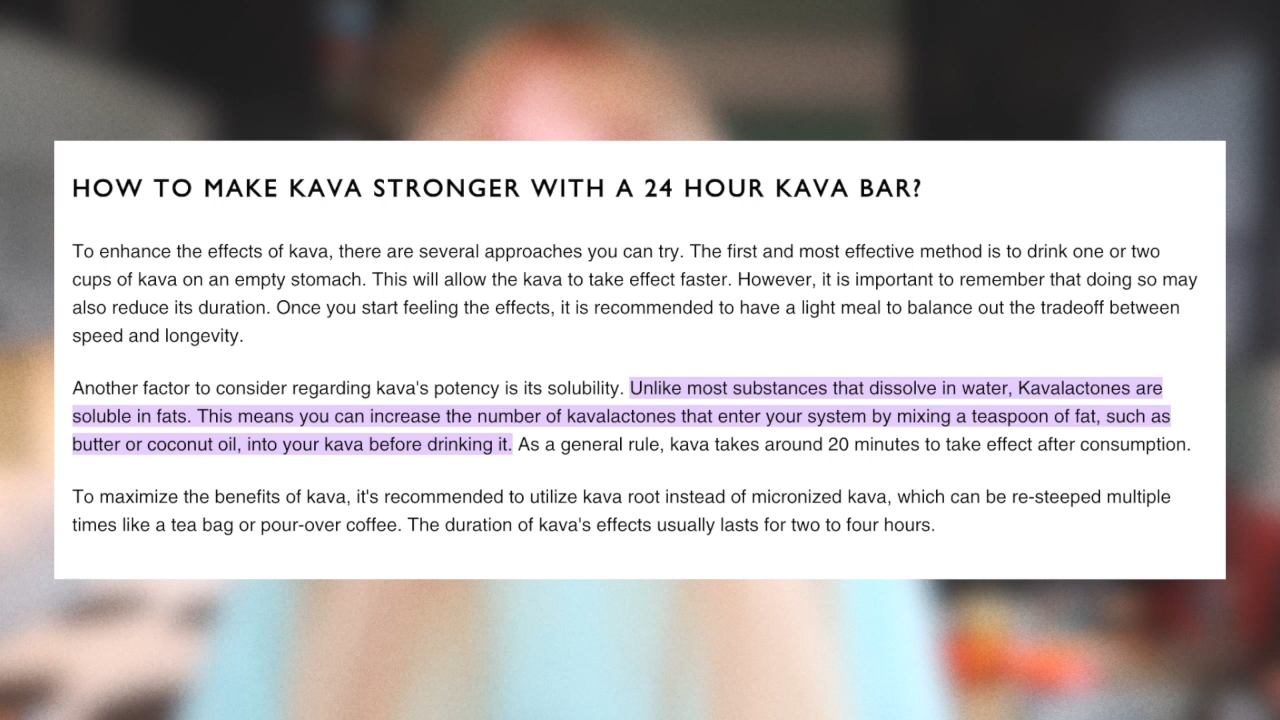 HOW TO MAKE KAVA STRONGER WITH A 24 HOUR KAVA BAR?
To enhance the effects of kava, there are several approaches you can try. The first and most effective method is to drink one or two
cups of kava on an empty stomach. This will allow the kava to take effect faster. However, it is important to remember that doing so may
also reduce its duration. Once you start feeling the effects, it is recommended to have a light meal to balance out the tradeoff between
speed and longevity.
Another factor to consider regarding kava's potency is its solubility. Unlike most substances that dissolve in water, Kavalactones are
soluble in fats. This means you can increase the number of kavalactones that enter your system by mixing a teaspoon of fat, such as
butter or coconut oil, into your kava before drinking it. As a general rule, kava takes around 20 minutes to take effect after consumption.
To maximize the benefits of kava, it's recommended to utilize kava root instead of micronized kava, which can be re-steeped multiple
times like a tea bag or pour-over coffee. The duration of kava's effects usually lasts for two to four hours.